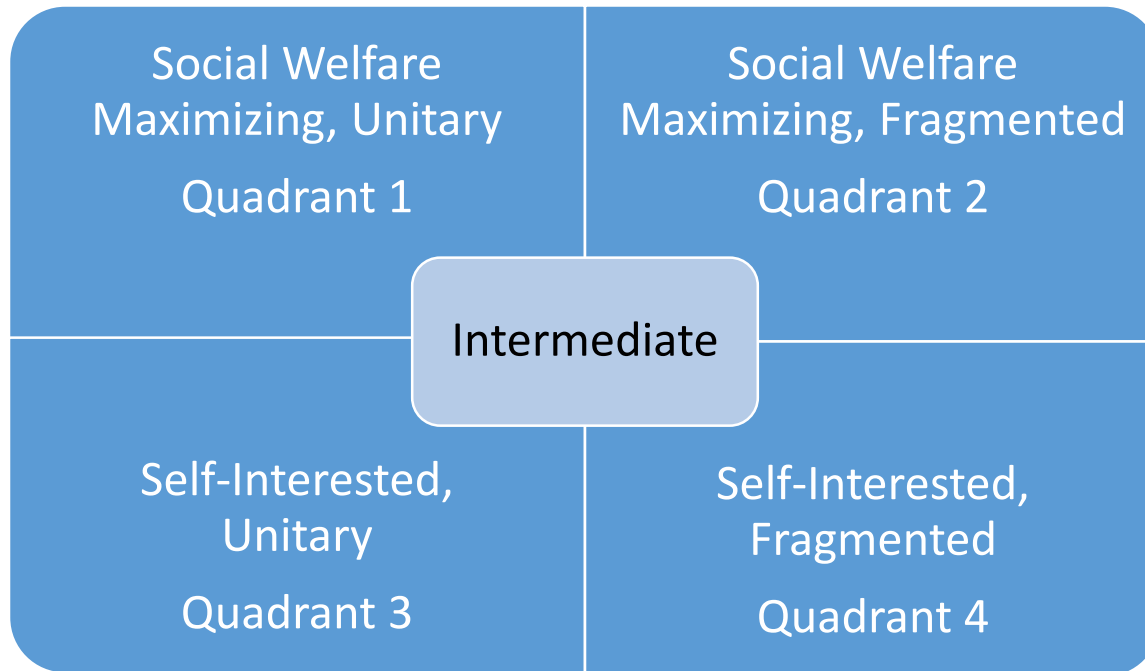 Social Welfare
Maximizing, Unitary
Quadrant 1
Social Welfare
Maximizing, Fragmented
Quadrant 2
Intermediate
Self-Interested,
Unitary
Quadrant 3
Self-Interested,
Fragmented
Quadrant 4